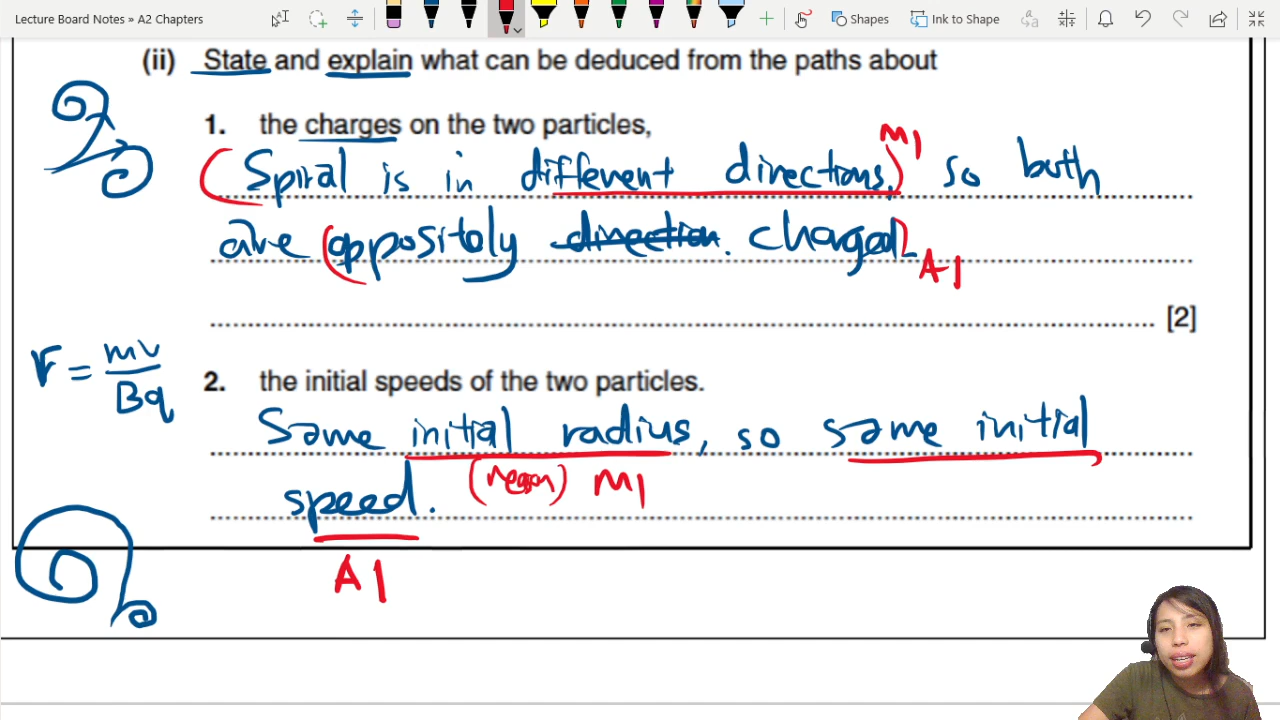 Lecture Board Notes » A2 Chapters
Shapes
Ink to Shape
(ii) State and explain what can be deduced from the paths about
1. the charges on the two particles,
M1
Spiral is in different directions, so both
are oppositely direction. charged.
A1
[2]
r = mv
Bq
2. the initial speeds of the two particles.
Same initial radius, so same initial
speed. (reason) M1
A1